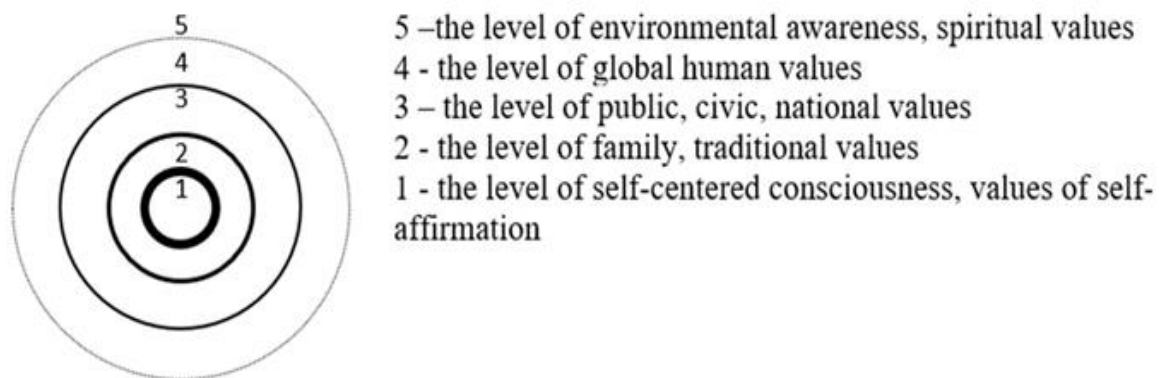 5
4
3
2
1
5 –the level of environmental awareness, spiritual values
4 - the level of global human values
3 – the level of public, civic, national values
2 - the level of family, traditional values
1 - the level of self-centered consciousness, values of self-
affirmation